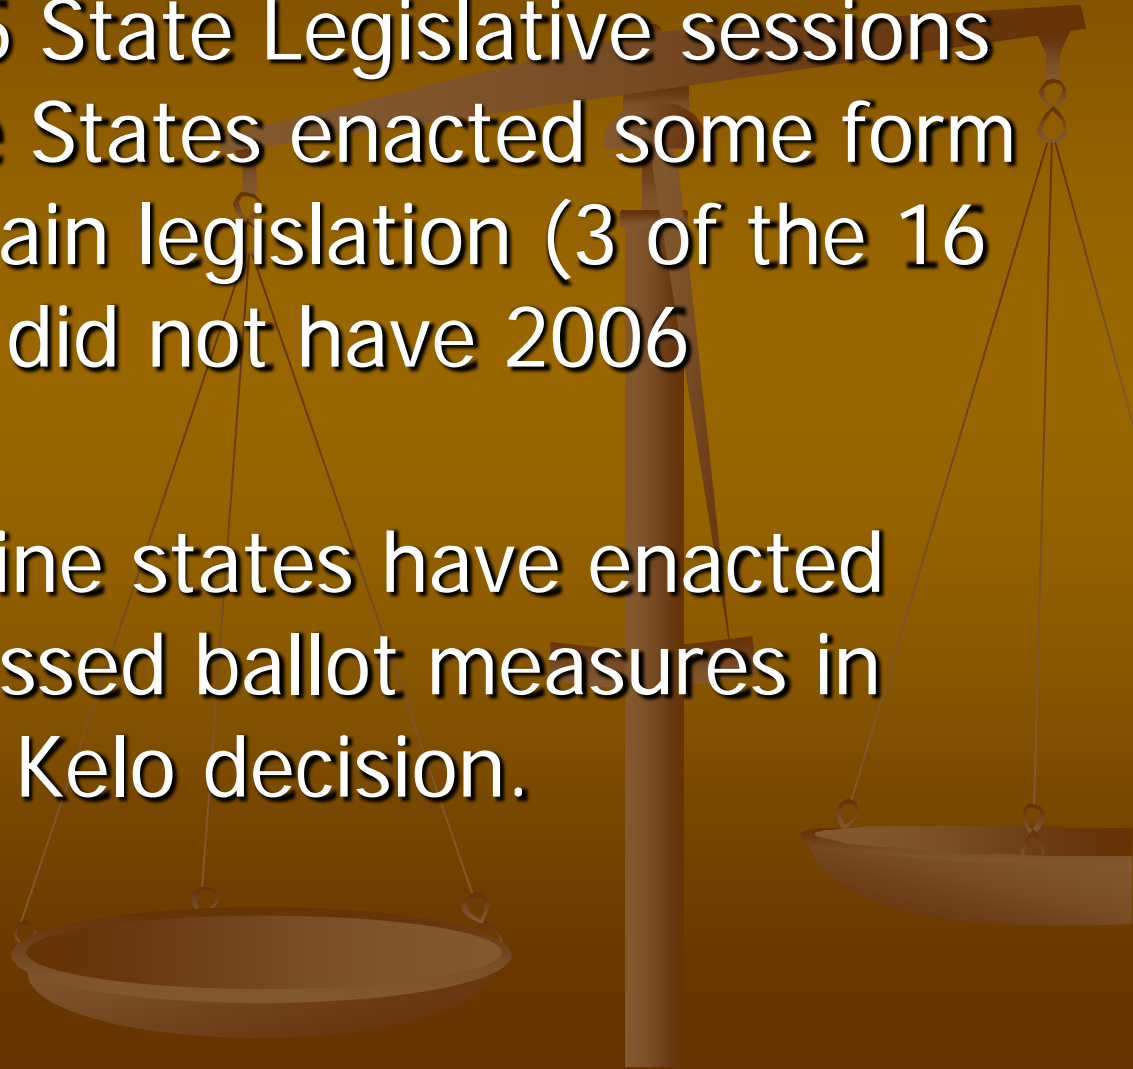 State Legislative sessions
States enacted some form
ain legislation (3 of the 16
did not have 2006
ine states have enacted
ssed ballot measures in
Kelo decision.